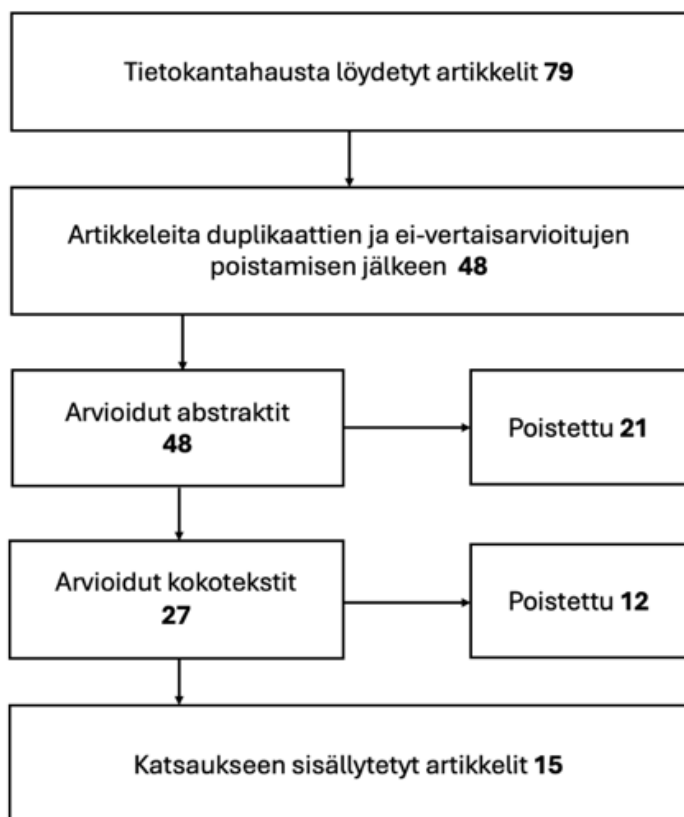 Tietokantahausta löydetyt artikkelit 79
Artikkeleita duplikaattien ja ei-vertaisarvioitujen
poistamisen jälkeen 48
Arvioidut abstraktit
48
Poistettu 21
Arvioidut kokotekstit
27
Poistettu 12
Katsaukseen sisällytetyt artikkelit 15